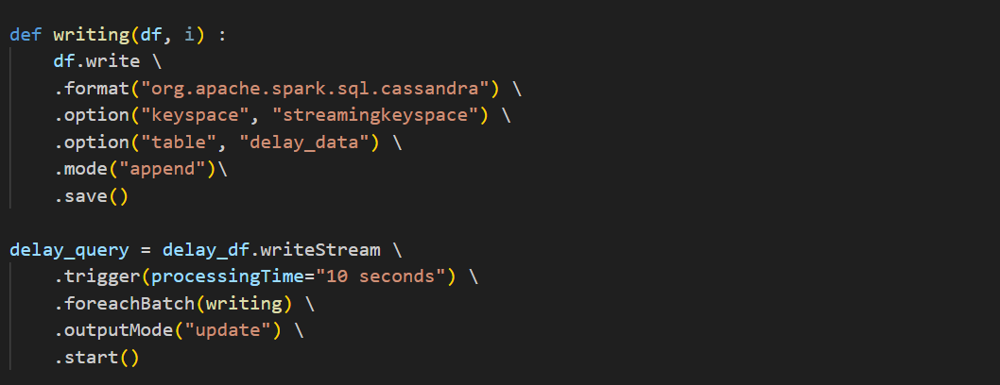 def writing(df, i) :
    df.write \
    .format("org.apache.spark.sql.cassandra") \
    .option("keyspace", "streamingkeyspace") \
    .option("table", "delay_data") \
    .mode("append")\
    .save()

delay_query = delay_df.writeStream \
    .trigger(processingTime="10 seconds") \
    .foreachBatch(writing) \
    .outputMode("update") \
    .start()